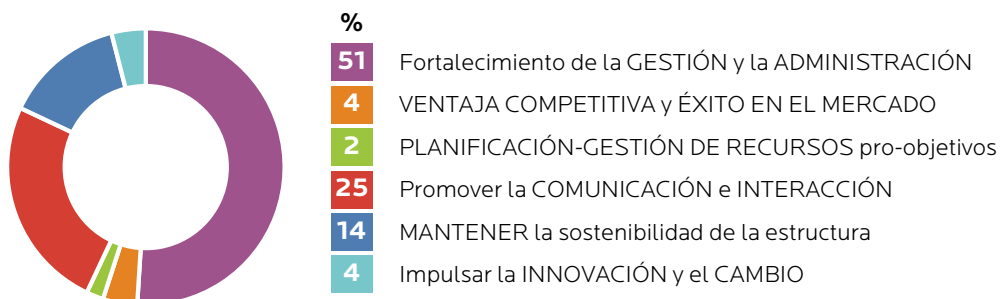 %
51 Fortalecimiento de la GESTIÓN y la ADMINISTRACIÓN
4 VENTAJA COMPETITIVA y ÉXITO EN EL MERCADO
2 PLANIFICACIÓN-GESTIÓN DE RECURSOS pro-objetivos
25 Promover la COMUNICACIÓN e INTERACCIÓN
14 MANTENER la sostenibilidad de la estructura
4 Impulsar la INNOVACIÓN y el CAMBIO